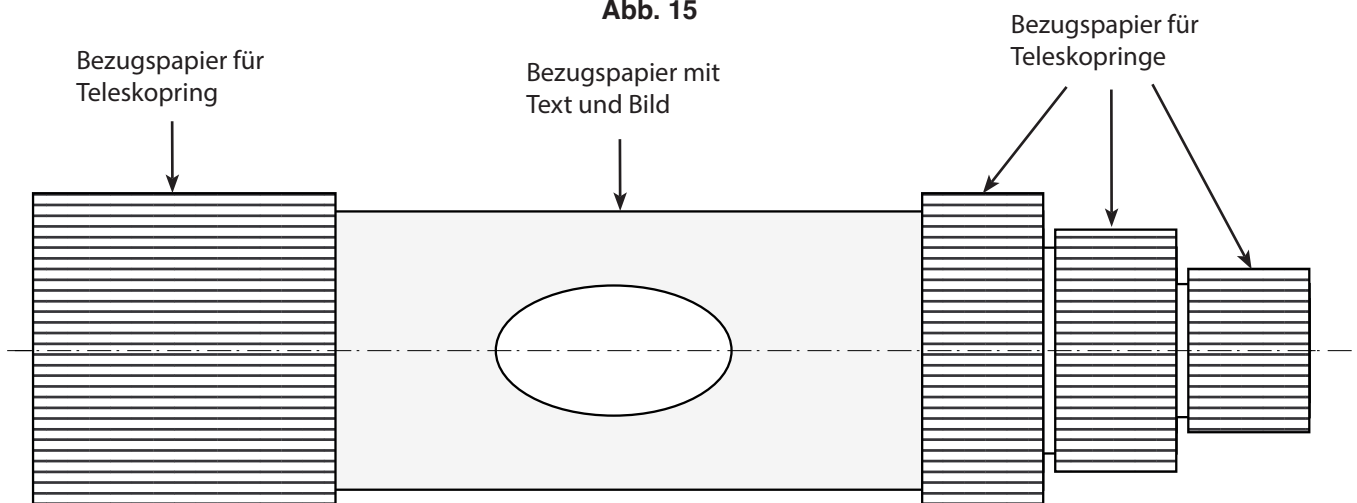 Abb. 15
Bezugspapier für
Teleskopring
Bezugspapier mit
Text und Bild
Bezugspapier für
Teleskopringe